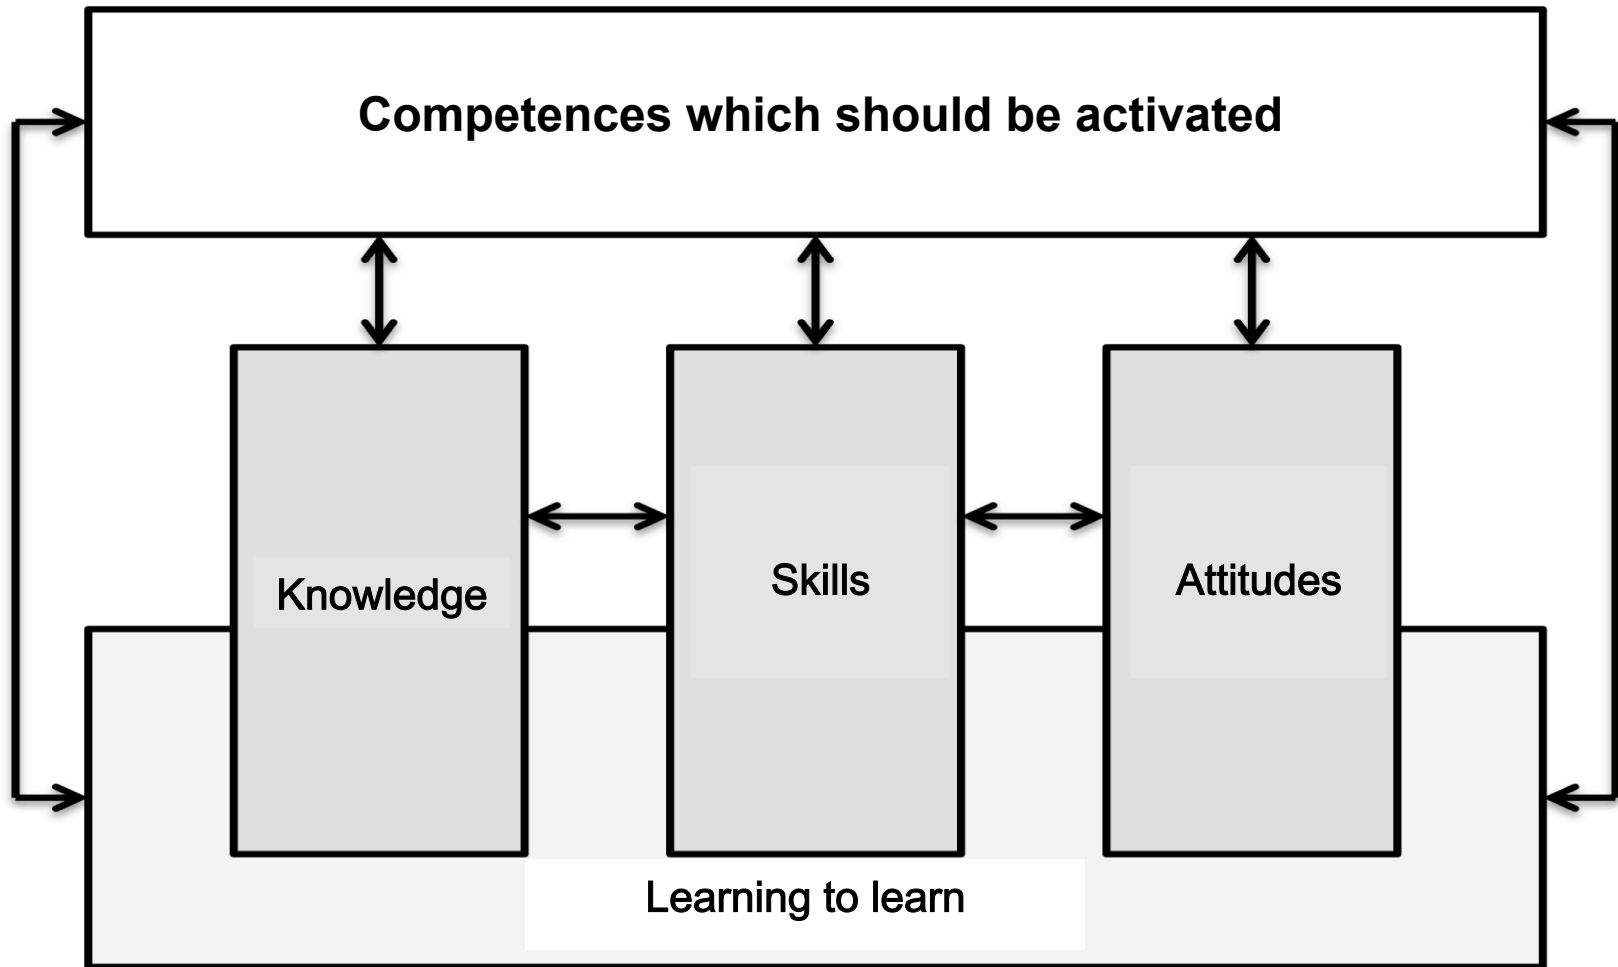 Competences which should be activated
Knowledge
Skills
Attitudes
Learning to learn